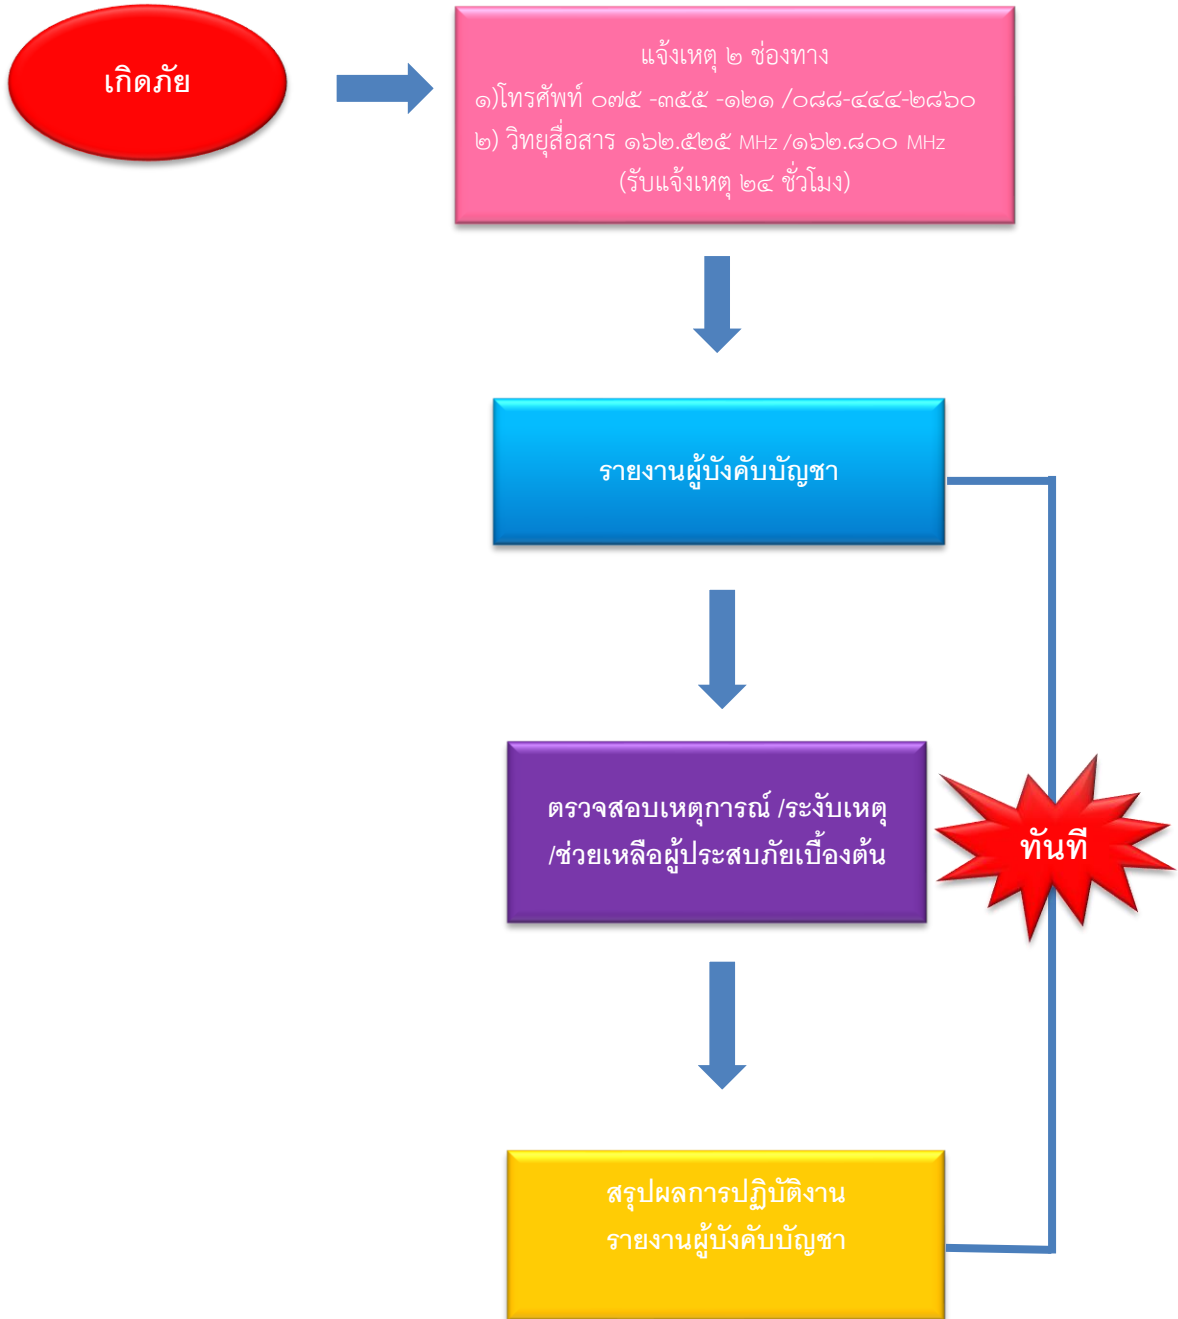 เกิดภัย
แจ้งเหตุ ๒ ช่องทาง
๑)โทรศัพท์ ๐๗๕ -๓๕๕ -๑๒๑ /๐๘๘-๔๔๔-๒๘๖๐
๒) วิทยุสื่อสาร ๑๖๒.๕๒๕ MHz /๑๖๒.๘๐๐ MHz
(รับแจ้งเหตุ ๒๔ ชั่วโมง)
รายงานผู้บังคับบัญชา
ตรวจสอบเหตุการณ์ /ระงับเหตุ
/ช่วยเหลือผู้ประสบภัยเบื้องต้น
ทันที
สรุปผลการปฏิบัติงาน
รายงานผู้บังคับบัญชา